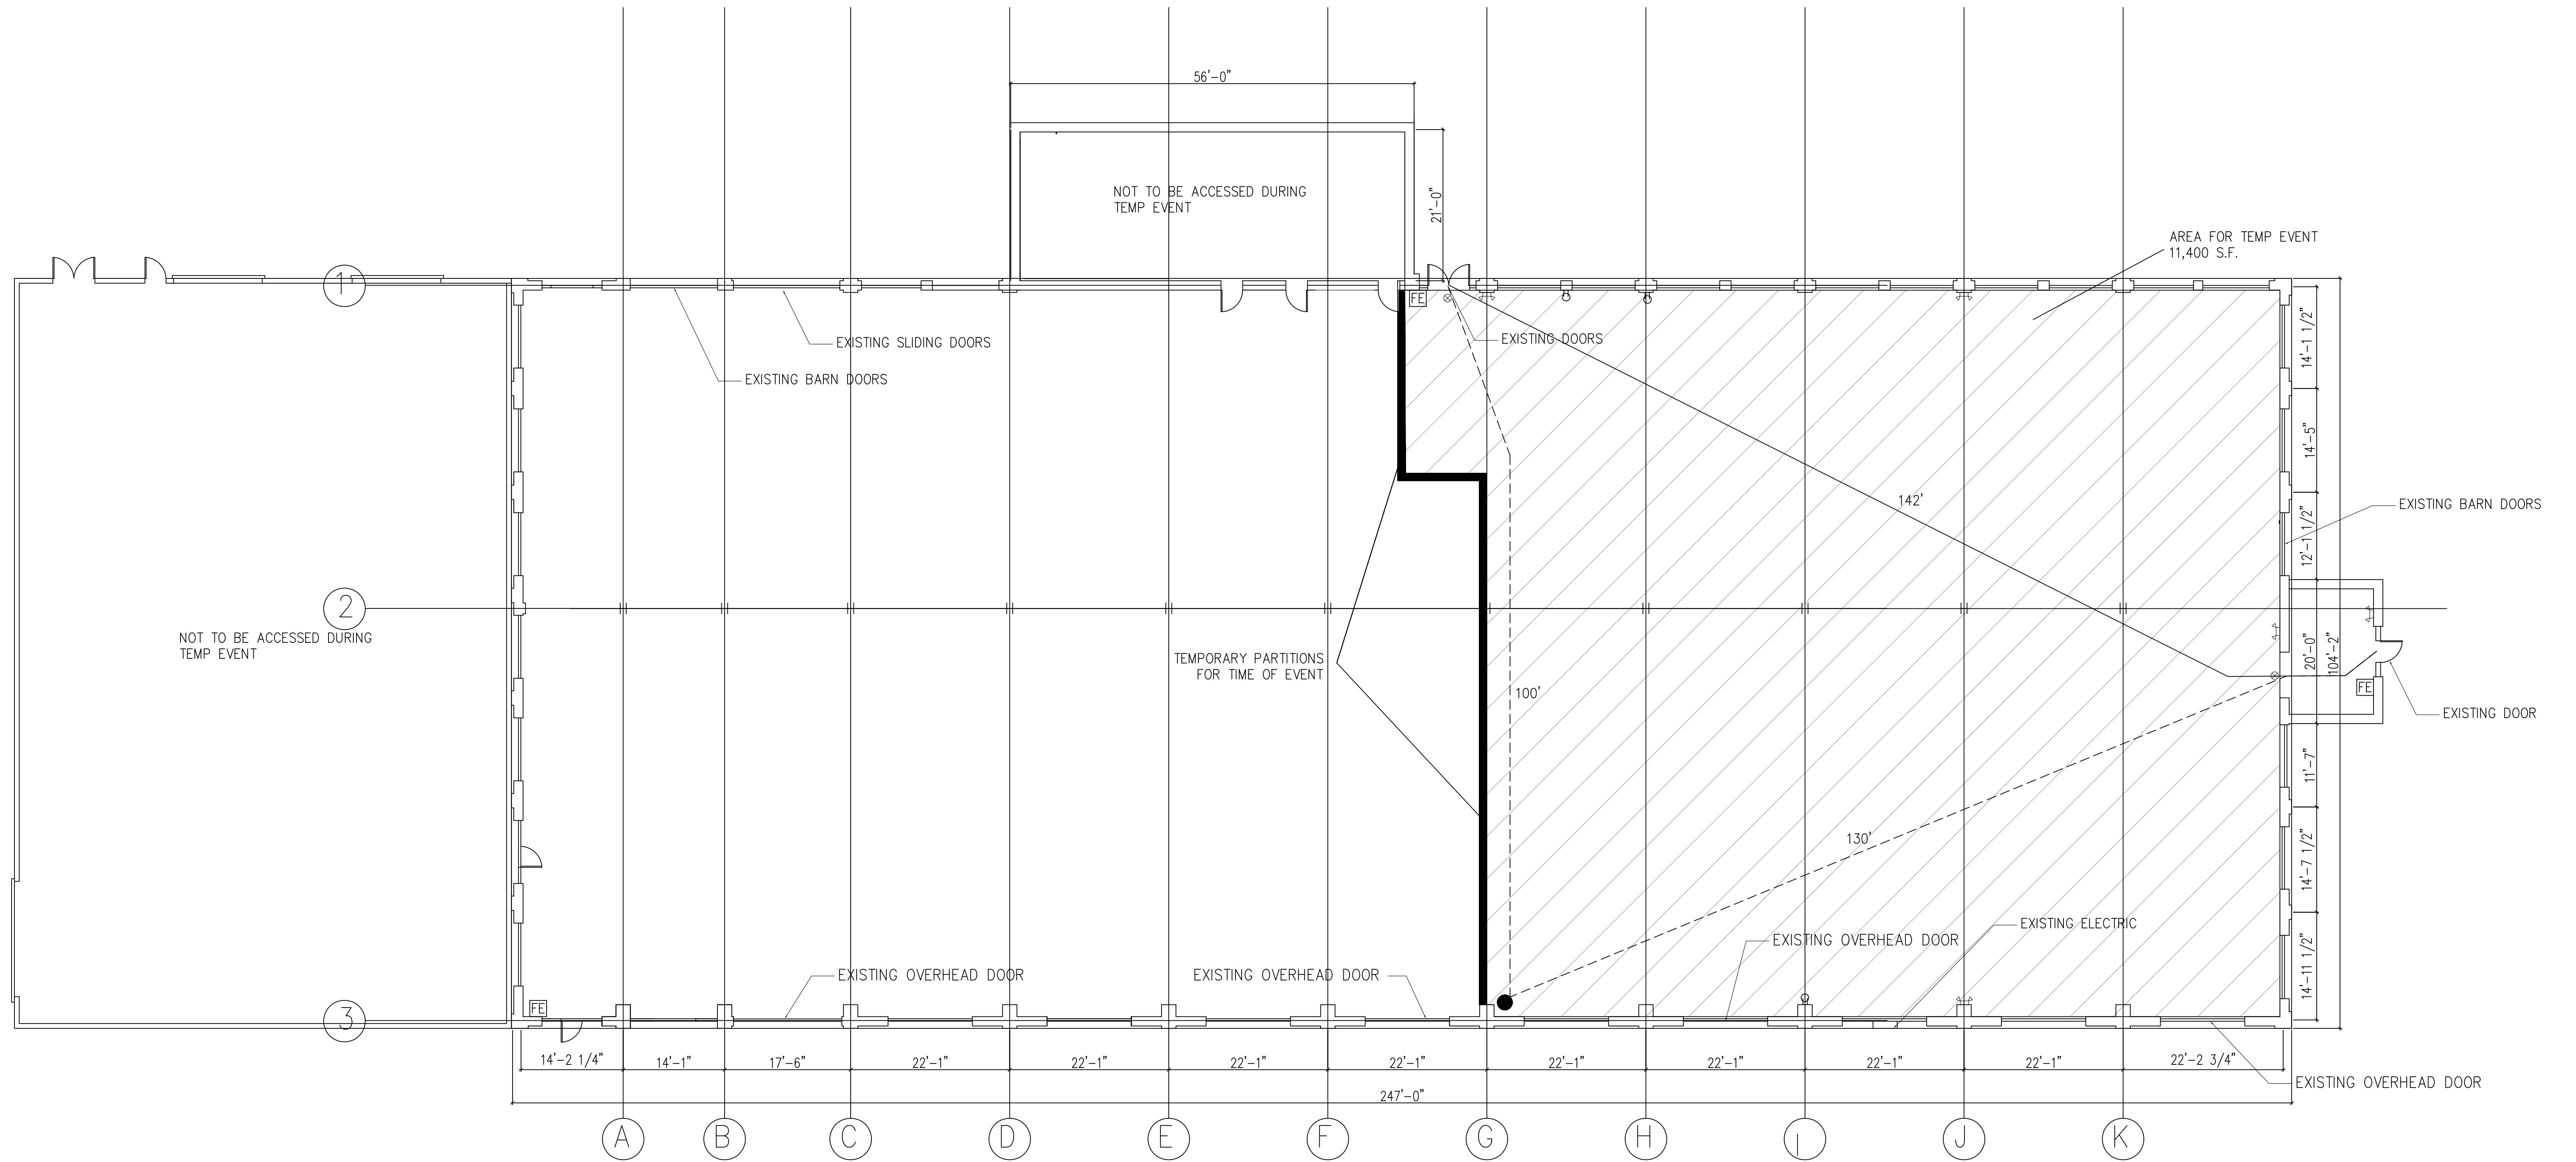 56'-0"
NOT TO BE ACCESSED DURING
TEMP EVENT
21'-0"
AREA FOR TEMP EVENT
11,400 S.F.
1
FE
EXISTING SLIDING DOORS
EXISTING DOORS
EXISTING BARN DOORS
14'-1 1/2"
14'-5"
12'-1 1/2"
142'
EXISTING BARN DOORS
2
NOT TO BE ACCESSED DURING
TEMP EVENT
TEMPORARY PARTITIONS
FOR TIME OF EVENT
100'
20'-0"
104'-2"
FE
EXISTING DOOR
11'-7"
130'
14'-7 1/2"
14'-11 1/2"
EXISTING ELECTRIC
EXISTING OVERHEAD DOOR
EXISTING OVERHEAD DOOR
EXISTING OVERHEAD DOOR
FE
3
14'-2 1/4"
14'-1"
17'-6"
22'-1"
22'-1"
22'-1"
22'-1"
22'-1"
22'-1"
22'-1"
22'-1"
22'-2 3/4"
EXISTING OVERHEAD DOOR
247'-0"
A
B
C
D
E
F
G
H
I
J
K